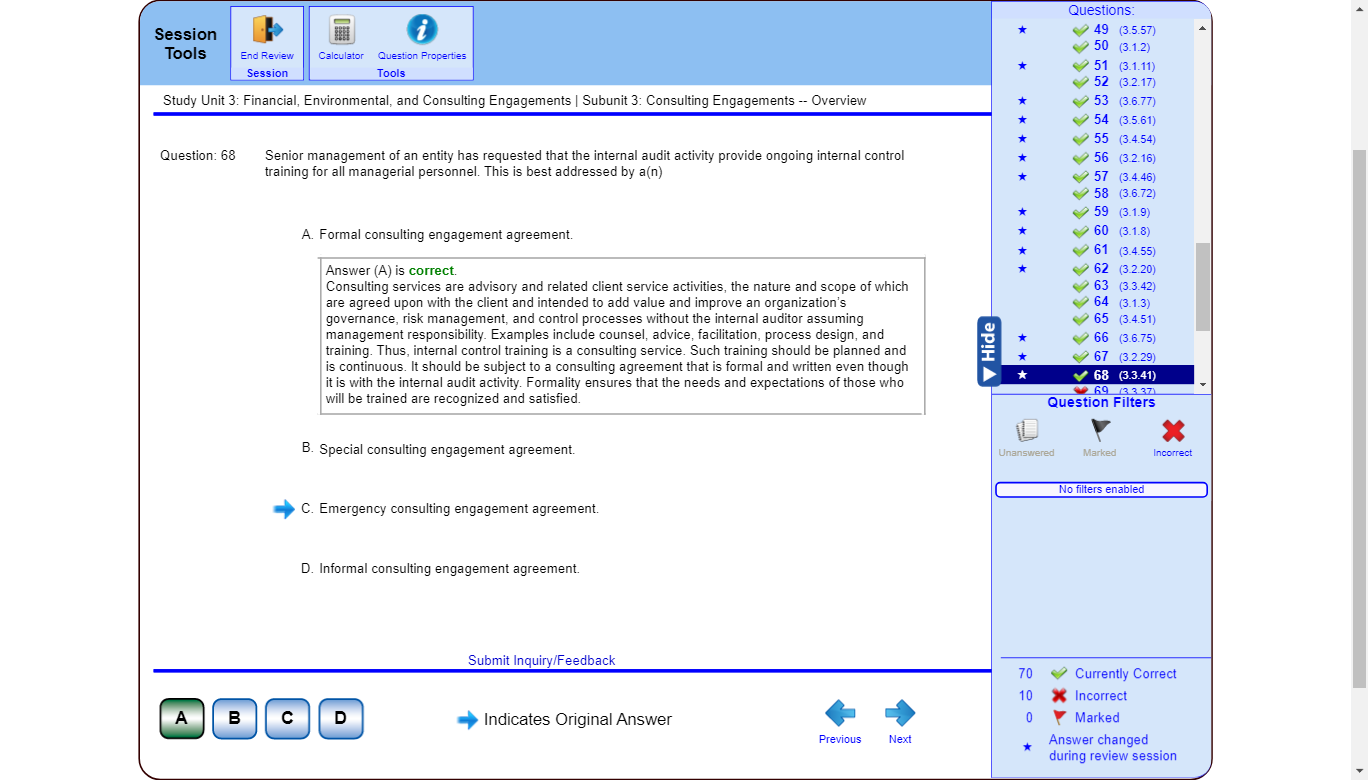 Session
Tools
End Review
Session
Calculator
Question Properties
Tools
Study Unit 3: Financial, Environmental, and Consulting Engagements | Subunit 3: Consulting Engagements -- Overview
Question: 68
Senior management of an entity has requested that the internal audit activity provide ongoing internal control
training for all managerial personnel. This is best addressed by a(n)
A. Formal consulting engagement agreement.
Answer (A) is correct.
Consulting services are advisory and related client service activities, the nature and scope of which
are agreed upon with the client and intended to add value and improve an organization's
governance, risk management, and control processes without the internal auditor assuming
management responsibility. Examples include counsel, advice, facilitation, process design, and
training. Thus, internal control training is a consulting service. Such training should be planned and
is continuous. It should be subject to a consulting agreement that is formal and written even though
it is with the internal audit activity. Formality ensures that the needs and expectations of those who
will be trained are recognized and satisfied.
B. Special consulting engagement agreement.
C. Emergency consulting engagement agreement.
D. Informal consulting engagement agreement.
Submit Inquiry/Feedback
A
B
C
D
Indicates Original Answer
Previous
Next
Questions:
49 (3.5.57)
50 (3.1.2)
51 (3.1.11)
52 (3.2.17)
53 (3.6.77)
54 (3.5.61)
55 (3.4.54)
56 (3.2.16)
57 (3.4.46)
58 (3.6.72)
59 (3.1.9)
60 (3.1.8)
61 (3.4.55)
62 (3.2.20)
63 (3.3.42)
64 (3.1.3)
65 (3.4.51)
66 (3.6.75)
67 (3.2.29)
68 (3.3.41)
69 (3.3.37)
Hide
Question Filters
Unanswered
Marked
Incorrect
No filters enabled
70 Currently Correct
10 Incorrect
0 Marked
Answer changed
during review session